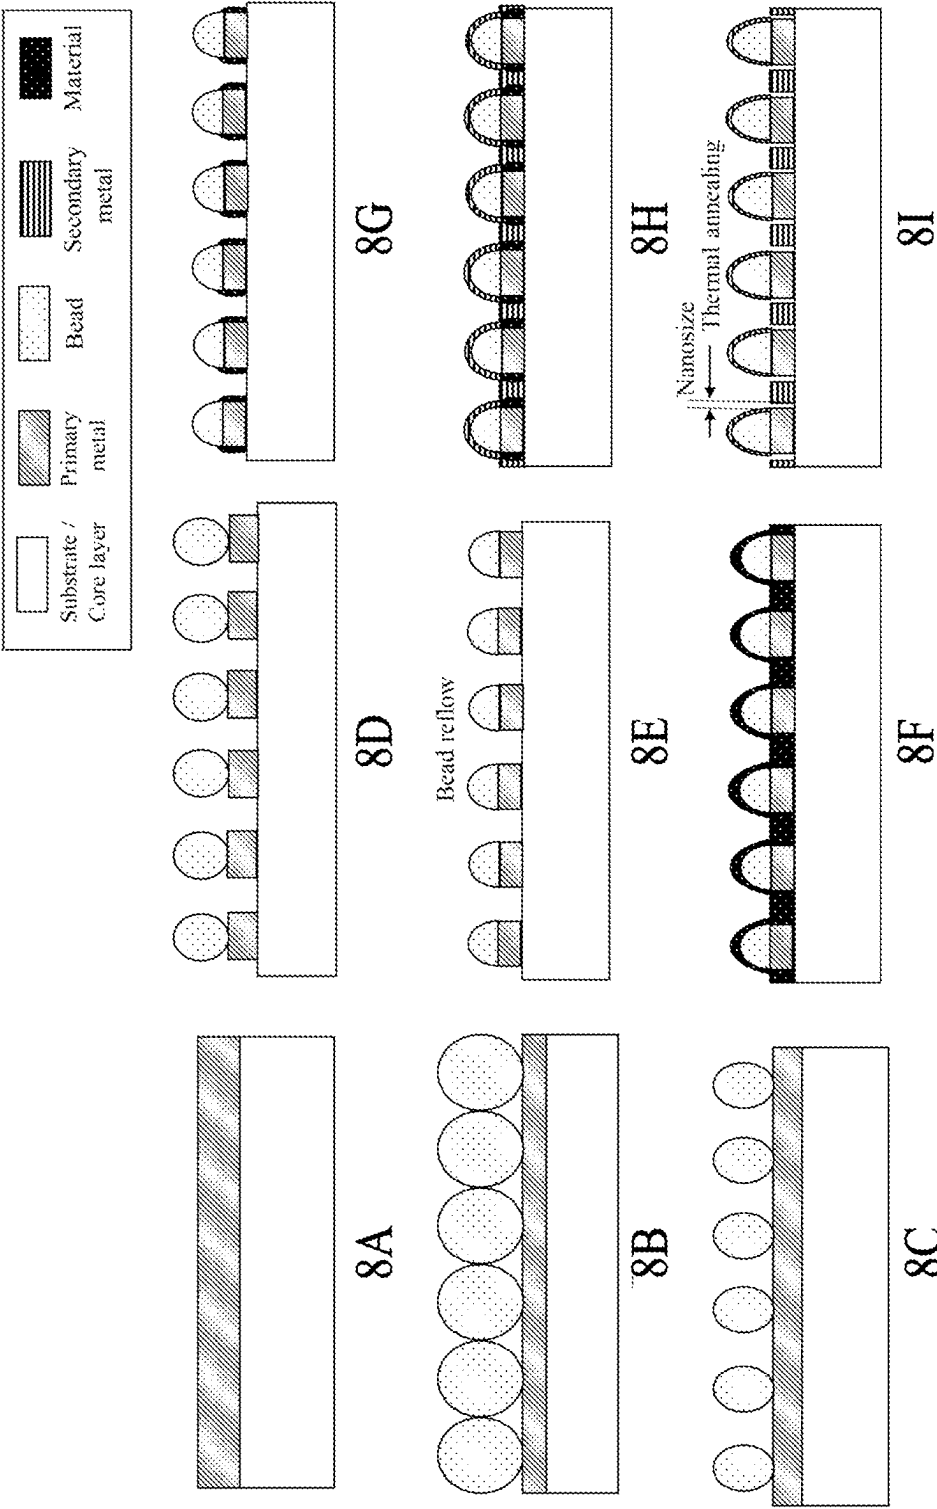 Substrate /
Core layer
Primary
metal
Bead
Secondary
metal
Material
8A
8D
8G
8B
Bead reflow
8E
8H
8C
8F
Nanosize
Thermal annealing
8I